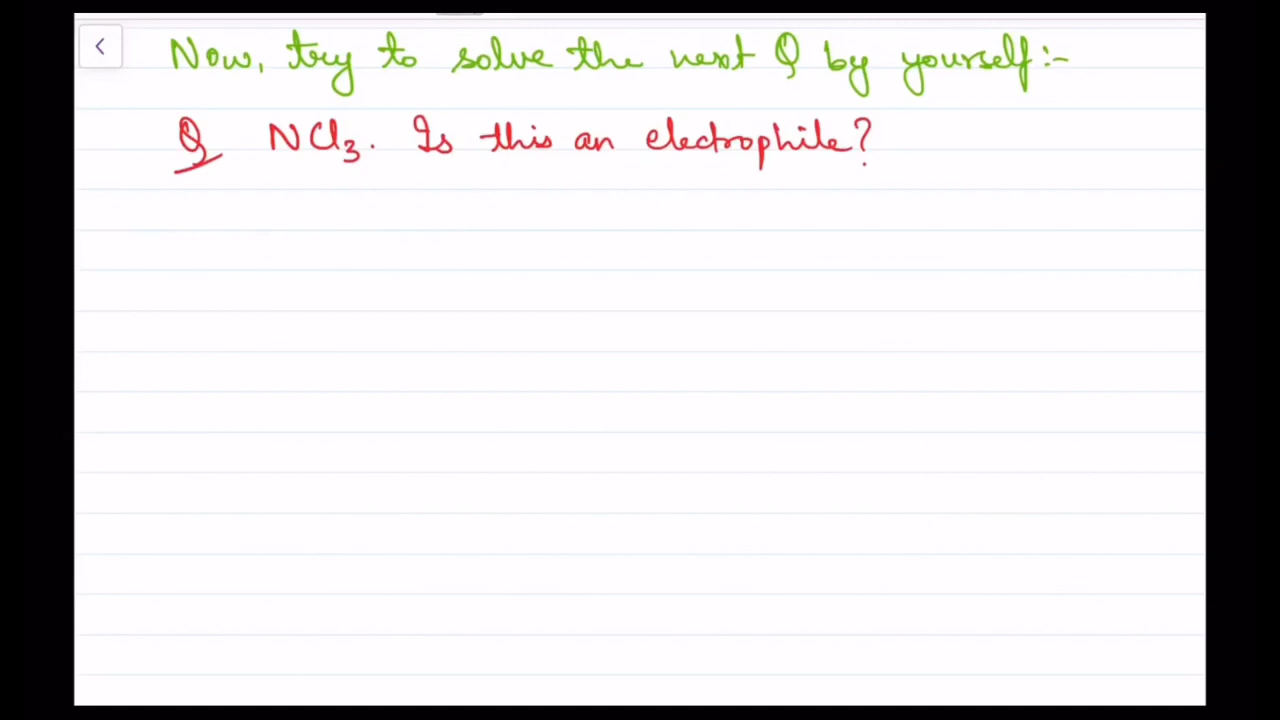 Now, try to solve the next Q by yourself:-
Q NCl₃. Is this an electrophile?